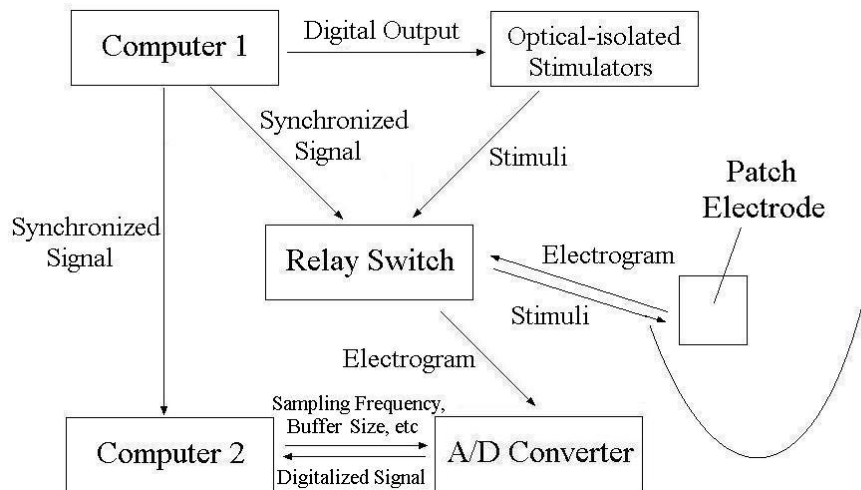 Computer 1
Digital Output
Optical-isolated
Stimulators
Synchronized
Signal
Stimuli
Patch
Electrode
Synchronized
Signal
Relay Switch
Electrogram
Stimuli
Electrogram
Sampling Frequency,
Buffer Size, etc
Computer 2
A/D Converter
Digitalized Signal